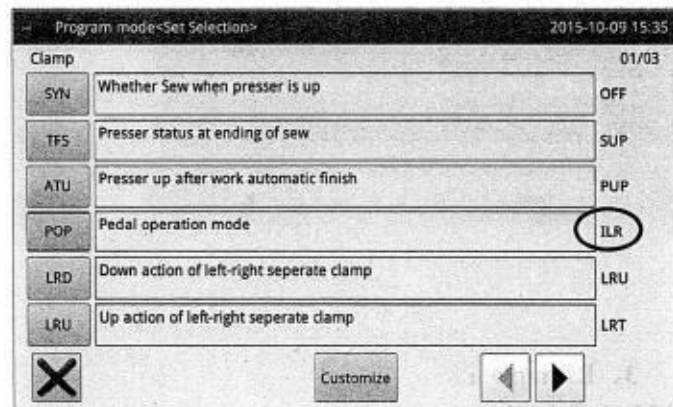 Program mode<Set Selection> 2015-10-09 15:35
Clamp 01/03
SYN Whether Sew when presser is up OFF
TFS Presser status at ending of sew SUP
ATU Presser up after work automatic finish PUP
POP Pedal operation mode ILR
LRD Down action of left-right seperate clamp LRU
LRU Up action of left-right seperate clamp LRT
Customize